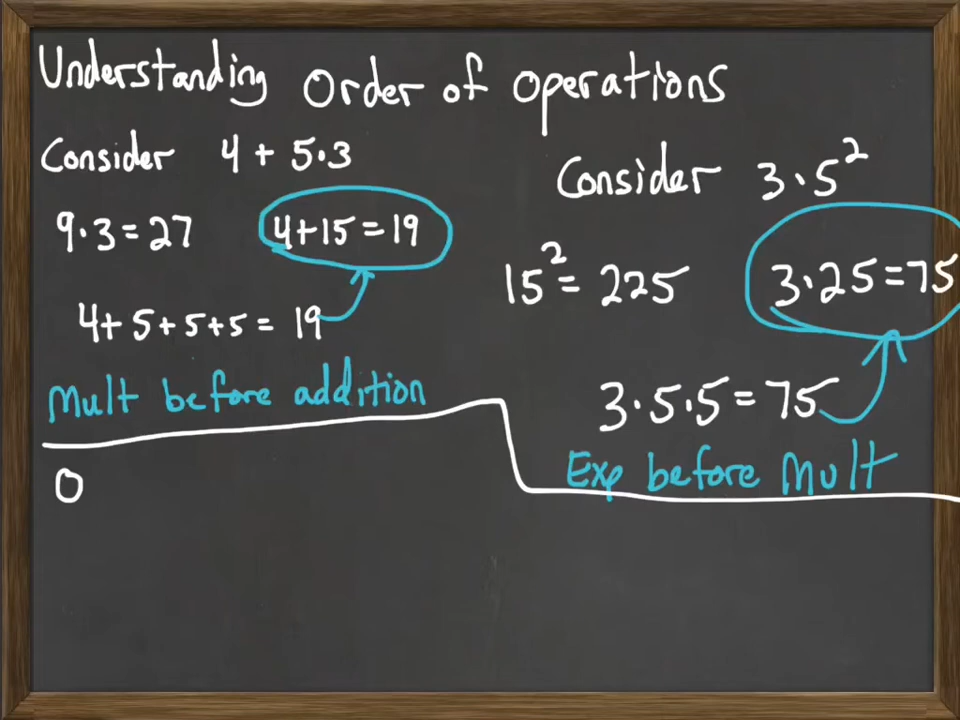 Understanding Order of Operations
Consider 4 + 5·3
9·3=27 4+15=19
4+5+5+5= 19
Mult before addition
Consider 3·5²
15²= 225 3·25=75
3·5·5=75
Exp before Mult
O